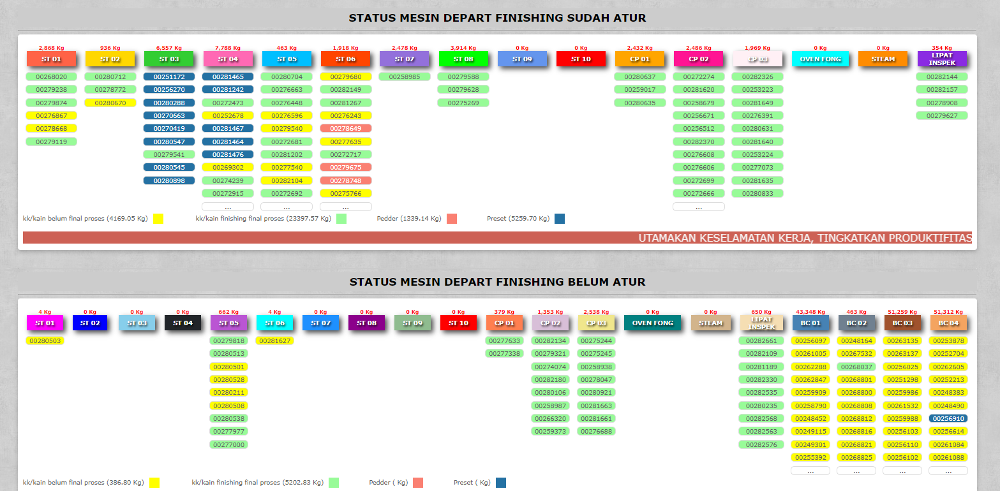 STATUS MESIN DEPART FINISHING SUDAH ATUR
2,868 Kg 936 Kg 6,557 Kg 7,788 Kg 463 Kg 1,918 Kg 2,478 Kg 3,914 Kg 0 Kg 0 Kg 2,432 Kg 2,486 Kg 1,969 Kg 0 Kg 0 Kg 354 Kg
ST 01 ST 02 ST 03 ST 04 ST 05 ST 06 ST 07 ST 08 ST 09 ST 10 CP 01 CP 02 CP 03 OVEN FONG STEAM LIPAT INSPEK
00268020 00280712 00251172 00281465 00280704 00279680 00258985 00279588 00280637 00272274 00282326 00282144
00279238 00278772 00256270 00281242 00276663 00282149 00279628 00259017 00281620 00253223 00282157
00279874 00280670 00280288 00272473 00276448 00281267 00275269 00280635 00258679 00281649 00278908
00276867 00270663 00252678 00276596 00276243 00256671 00276391 00279627
00278668 00270419 00281467 00279540 00278649 00256512 00280631
00279119 00280547 00281464 00272681 00277635 00282370 00281640
00279541 00281476 00281202 00272717 00276608 00253224
00280545 00269302 00277540 00279675 00276606 00277073
00280898 00274239 00282104 00278748 00272699 00281635
00272915 00272692 00275766 00272666 00280833
... ... ... ...
kk/kain belum final proses (4169.05 Kg) kk/kain finishing final proses (23397.57 Kg) Pedder (1339.14 Kg) Preset (5259.70 Kg)
UTAMAKAN KESELAMATAN KERJA, TINGKATKAN PRODUKTIFITAS
STATUS MESIN DEPART FINISHING BELUM ATUR
4 Kg 0 Kg 0 Kg 0 Kg 662 Kg 4 Kg 0 Kg 0 Kg 0 Kg 0 Kg 379 Kg 1,353 Kg 2,538 Kg 0 Kg 0 Kg 650 Kg 43,348 Kg 463 Kg 51,259 Kg 51,312 Kg
ST 01 ST 02 ST 03 ST 04 ST 05 ST 06 ST 07 ST 08 ST 09 ST 10 CP 01 CP 02 CP 03 OVEN FONG STEAM LIPAT INSPEK BC 01 BC 02 BC 03 BC 04
00280503 00279818 00281627 00277633 00282134 00275244 00282661 00256097 00248164 00263135 00253878
00280513 00277338 00279321 00275245 00282109 00261005 00267532 00263137 00252704
00280501 00274074 00258938 00281189 00262288 00268037 00256025 00262605
00280528 00282180 00278047 00282330 00262847 00268801 00251298 00252213
00280211 00280106 00280921 00282535 00259909 00268800 00259986 00248383
00280508 00258987 00281663 00280235 00258790 00268808 00261532 00248490
00280538 00266320 00281661 00282568 00248452 00268812 00259988 00256910
00277977 00259373 00276688 00282563 00249115 00268816 00256103 00256614
00277000 00282576 00249301 00268821 00256110 00261084
00255392 00268825 00256102 00261088
... ... ... ...
kk/kain belum final proses (386.80 Kg) kk/kain finishing final proses (5202.83 Kg) Pedder ( Kg) Preset ( Kg)